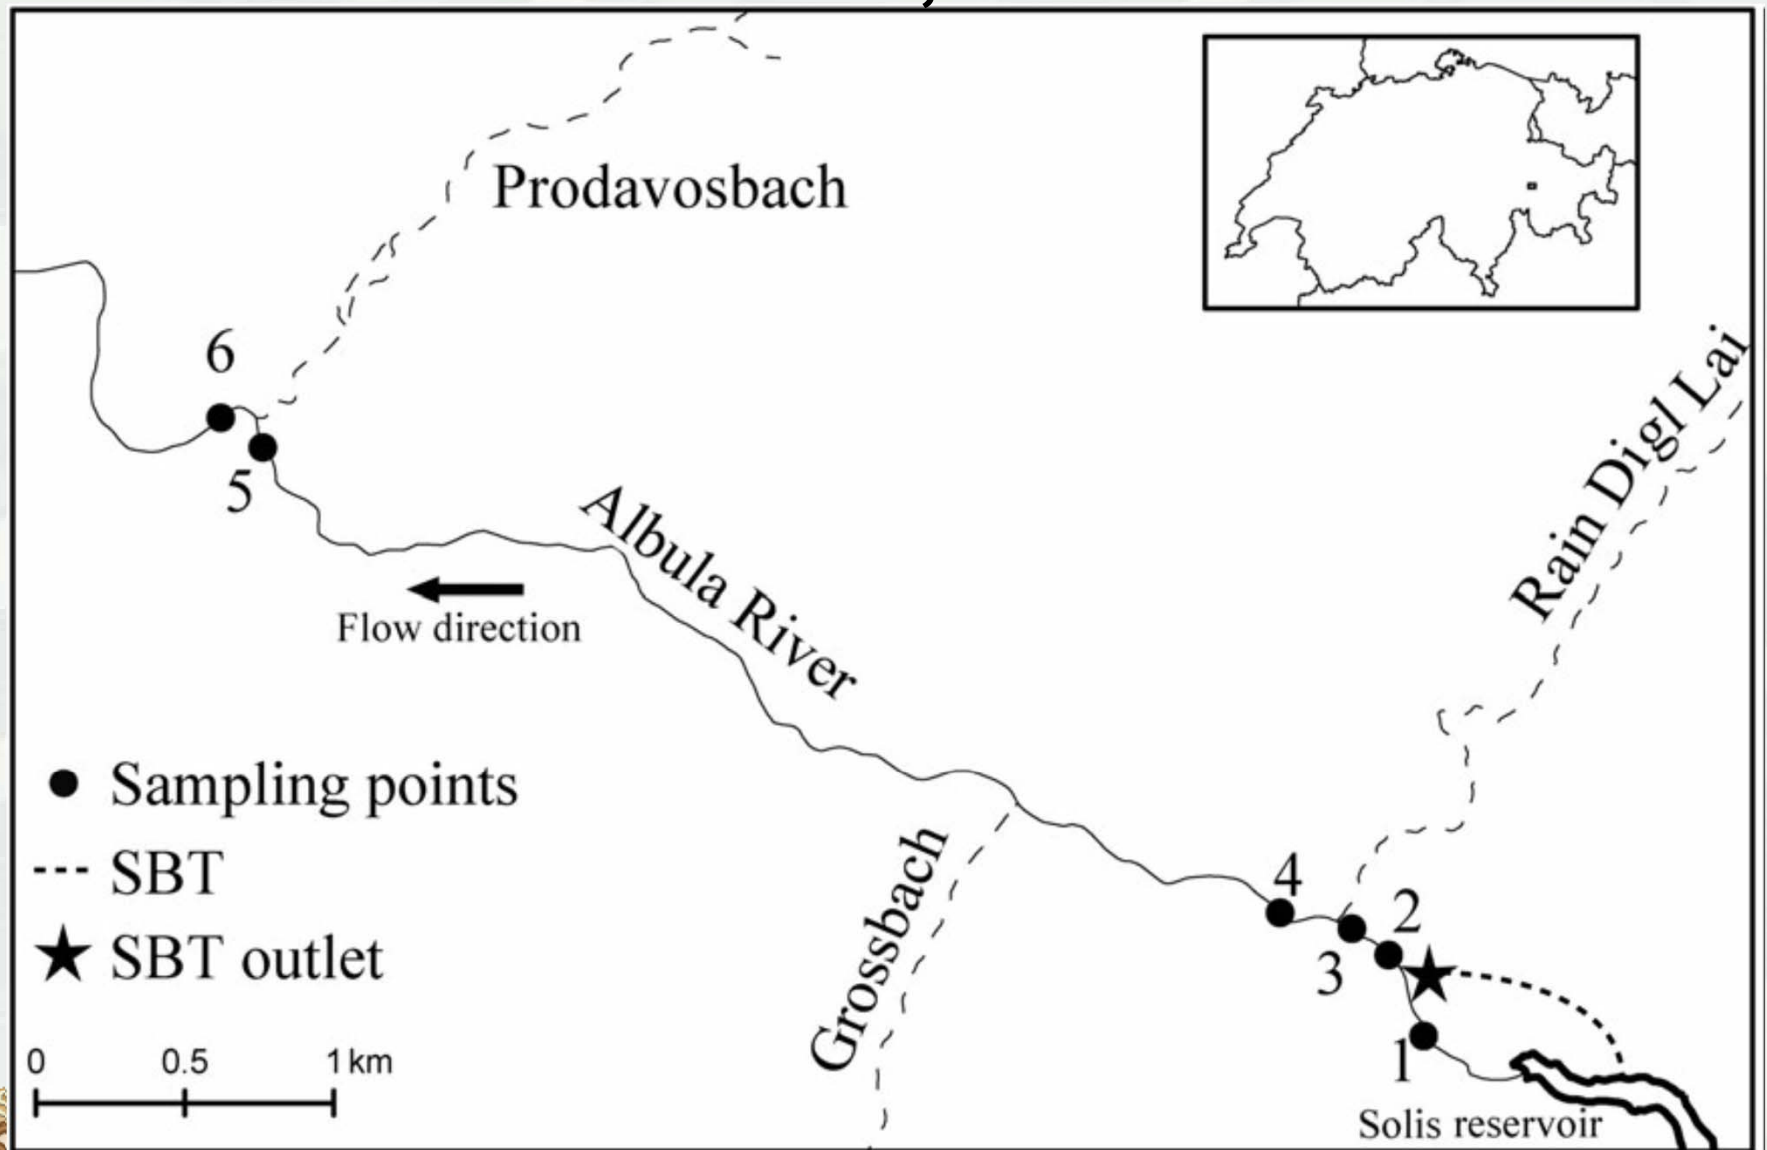 Prodavosbach
6
5
Albula River
Flow direction
Rain Digl Lai
Sampling points
SBT
SBT outlet
Grossbach
4
2
3
1
0 0.5 1 km
Solis reservoir